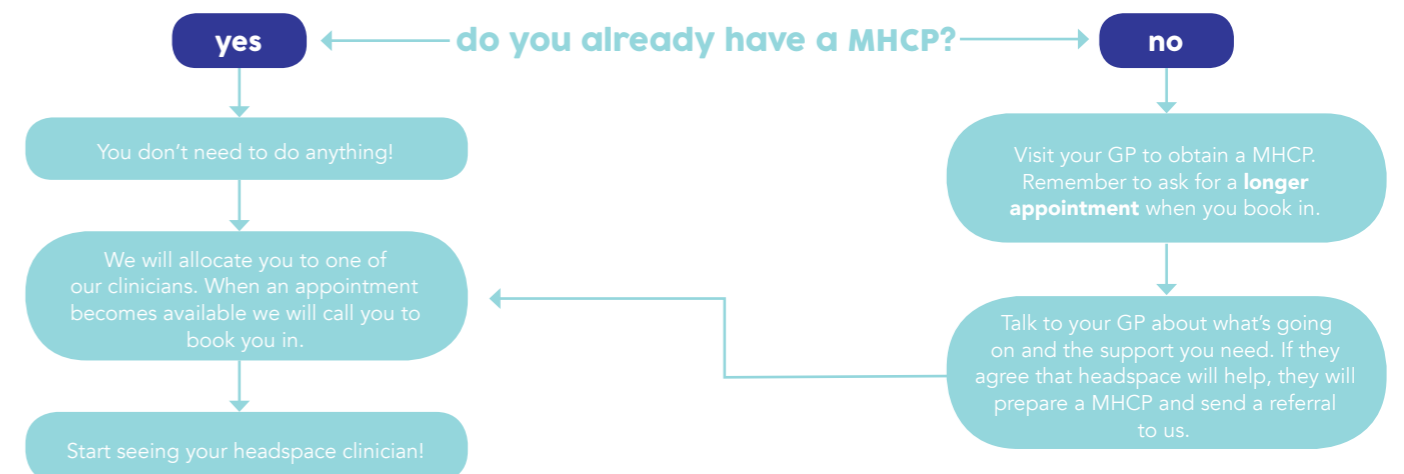 do you already have a MHCP?
yes
You don't need to do anything!
We will allocate you to one of
our clinicians. When an appointment
becomes available we will call you to
book you in.
Start seeing your headspace clinician!
no
Visit your GP to obtain a MHCP.
Remember to ask for a longer
appointment when you book in.
Talk to your GP about what's going
on and the support you need. If they
agree that headspace will help, they will
prepare a MHCP and send a referral
to us.